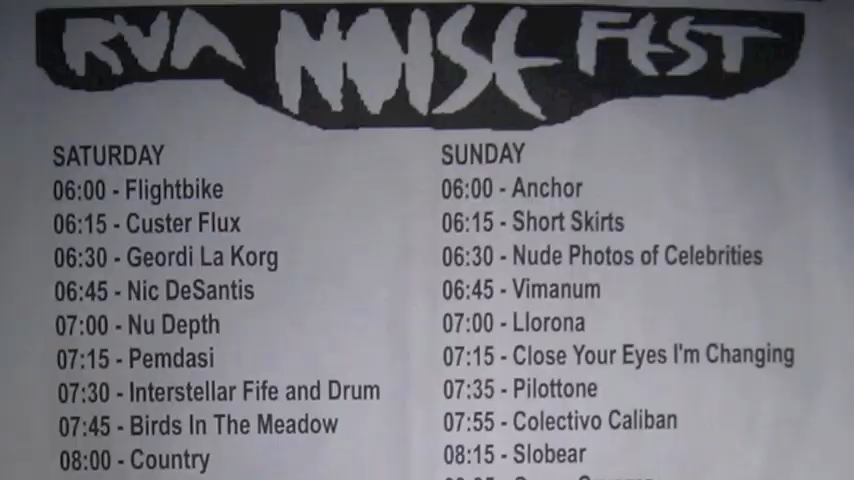 RVA NOISE FEST
SATURDAY
06:00 - Flightbike
06:15 - Custer Flux
06:30 - Geordi La Korg
06:45 - Nic DeSantis
07:00 - Nu Depth
07:15 - Pemdasi
07:30 - Interstellar Fife and Drum
07:45 - Birds In The Meadow
08:00 - Country
SUNDAY
06:00 - Anchor
06:15 - Short Skirts
06:30 - Nude Photos of Celebrities
06:45 - Vimanum
07:00 - Llorona
07:15 - Close Your Eyes I'm Changing
07:35 - Pilottone
07:55 - Colectivo Caliban
08:15 - Slobear